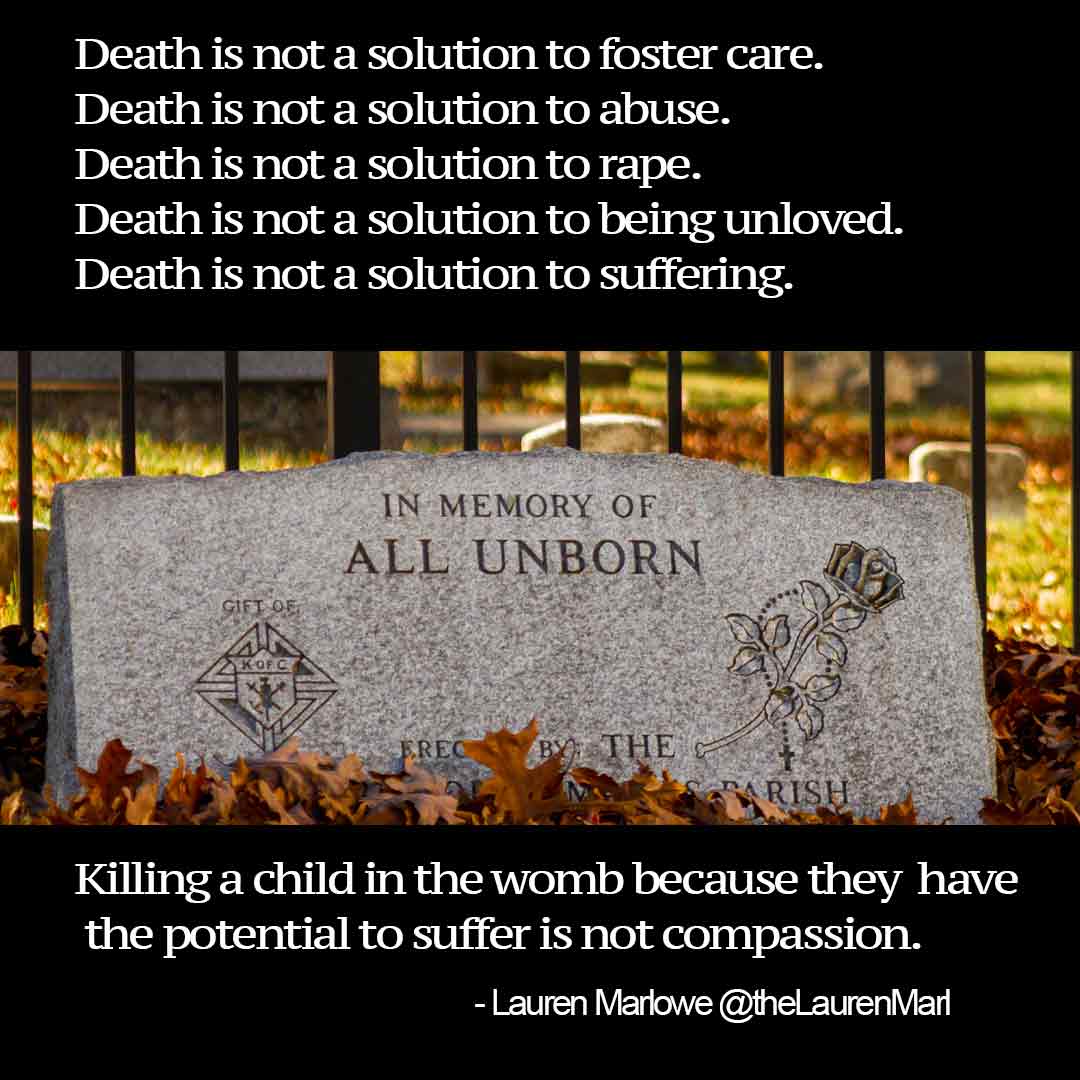 Death is not a solution to foster care.
Death is not a solution to abuse.
Death is not a solution to rape.
Death is not a solution to being unloved.
Death is not a solution to suffering.
IN MEMORY OF
ALL UNBORN
GIFT OF
K OF C
BY THE
PARISH
Killing a child in the womb because they have
the potential to suffer is not compassion.
- Lauren Marlowe @theLaurenMarl